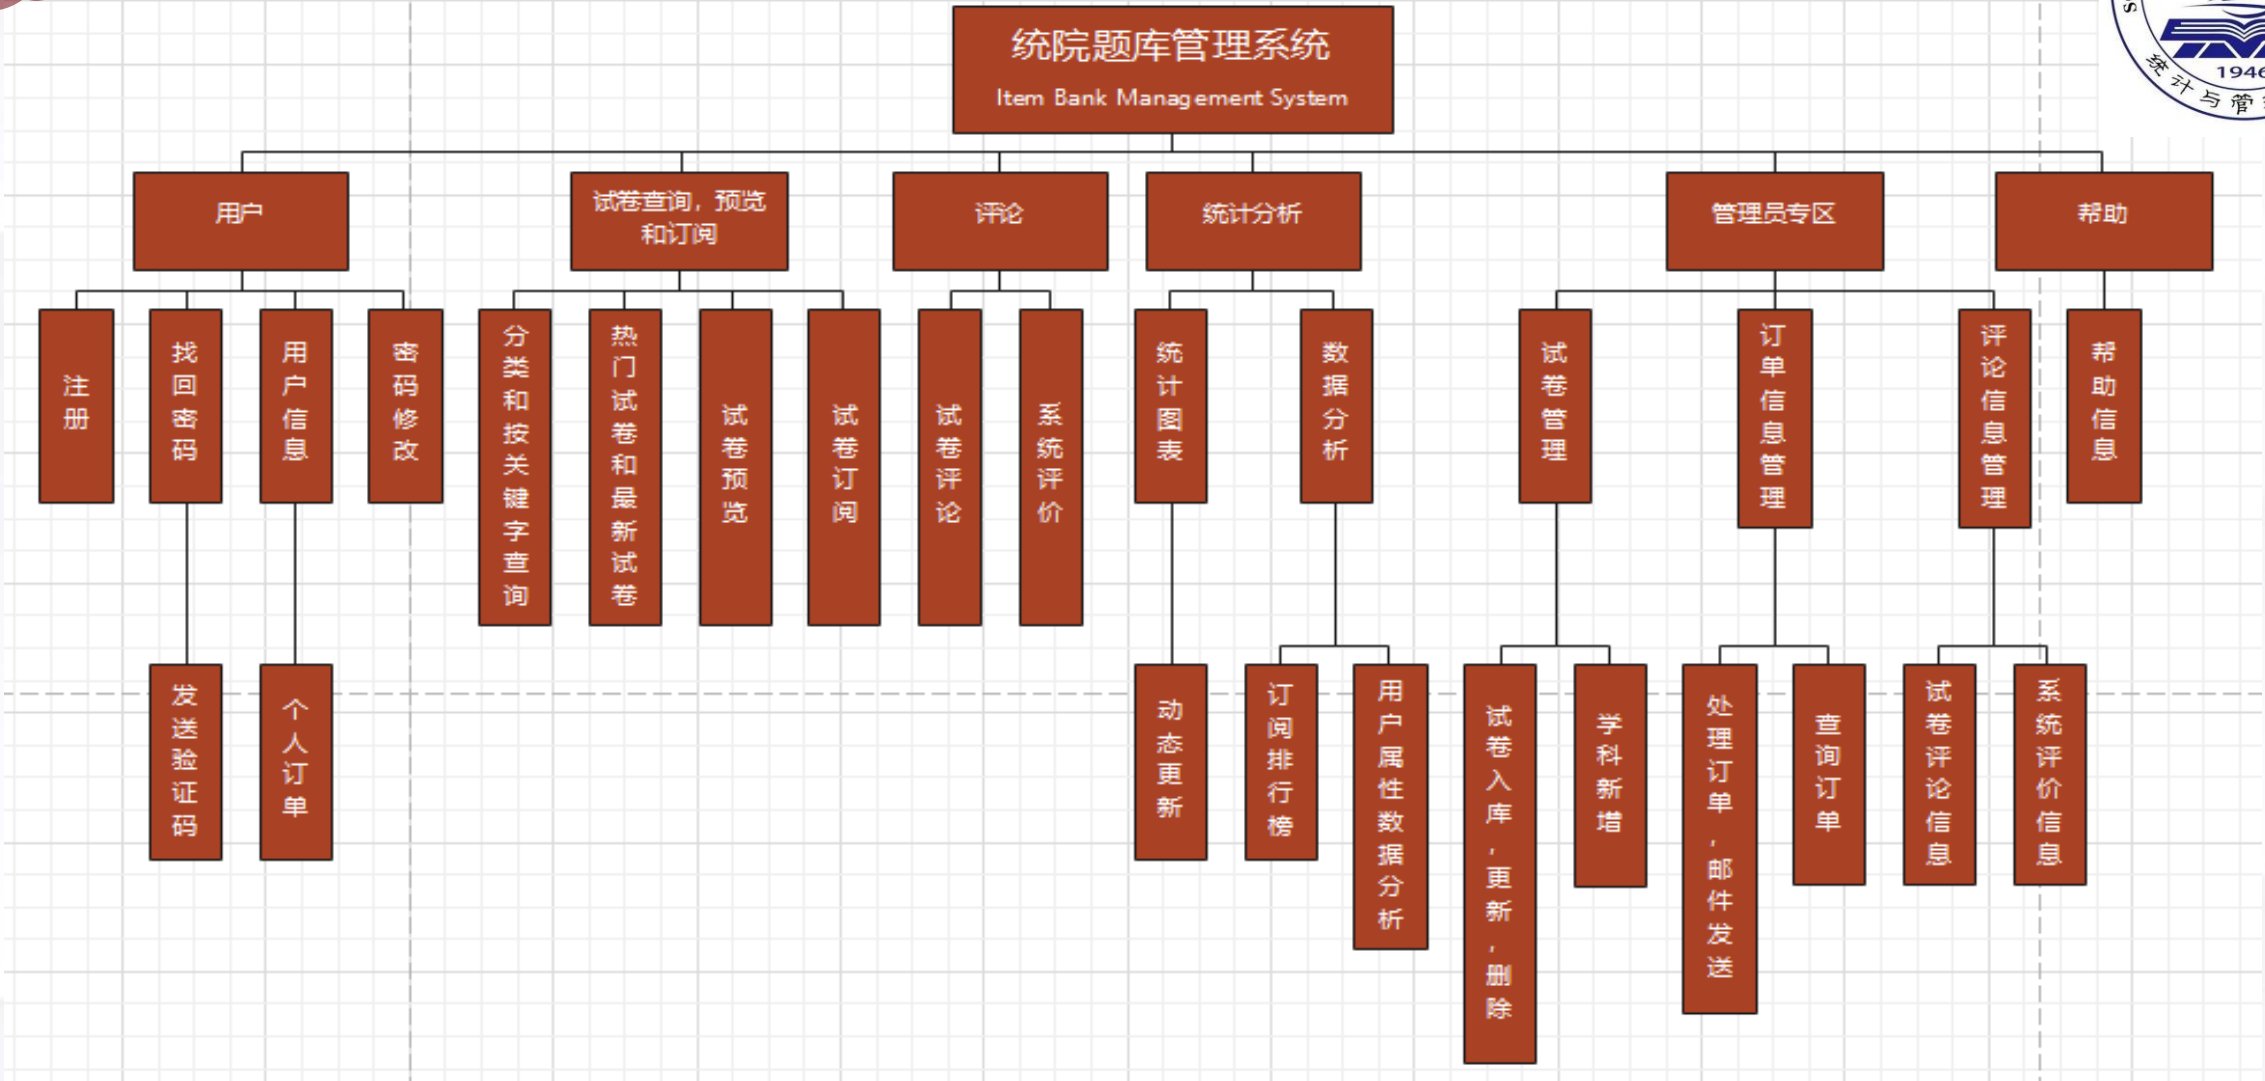 统院题库管理系统
Item Bank Management System
1946
统计与管
用户
试卷查询，预览
和订阅
评论
统计分析
管理员专区
帮助
注册
找回密码
用户信息
密码修改
分类和按关键字查询
热门试卷和最新试卷
试卷预览
试卷订阅
试卷评论
系统评价
统计图表
数据分析
试卷管理
订单信息管理
评论信息管理
帮助信息
发送验证码
个人订单
动态更新
订阅排行榜
用户属性数据分析
试卷入库，更新，删除
学科新增
处理订单，邮件发送
查询订单
试卷评论信息
系统评价信息